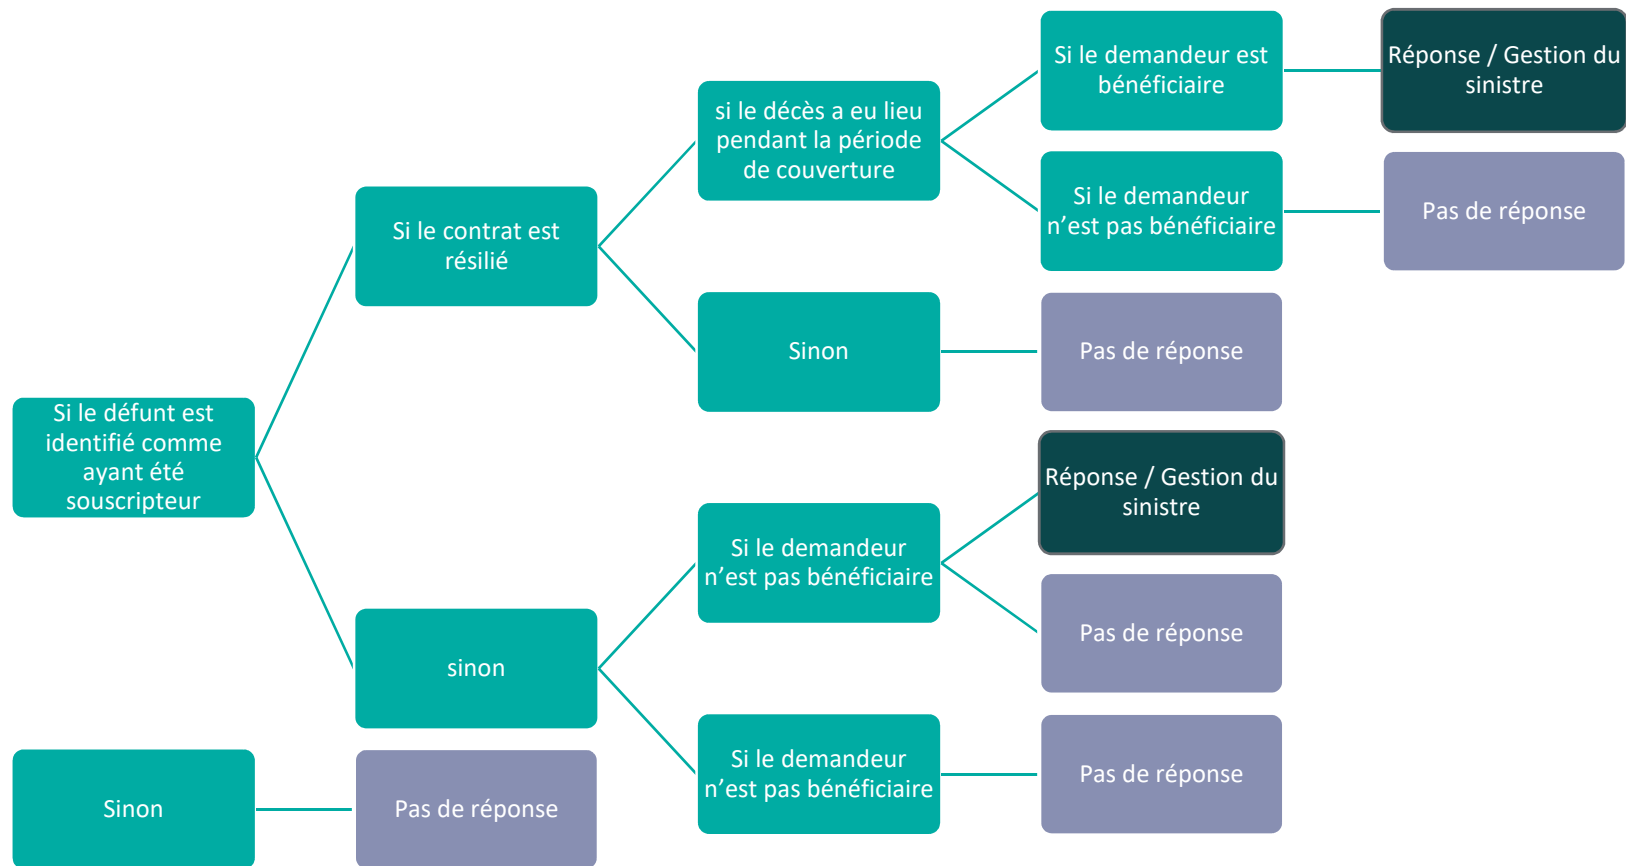 Si le défunt est
identifié comme
ayant été
souscripteur
Si le contrat est
résilié
si le décès a eu lieu
pendant la période
de couverture
Si le demandeur est
bénéficiaire
Réponse / Gestion du
sinistre
Si le demandeur
n’est pas bénéficiaire
Pas de réponse
Sinon
Pas de réponse
sinon
Si le demandeur
n’est pas bénéficiaire
Réponse / Gestion du
sinistre
Pas de réponse
Si le demandeur
n’est pas bénéficiaire
Pas de réponse
Sinon
Pas de réponse